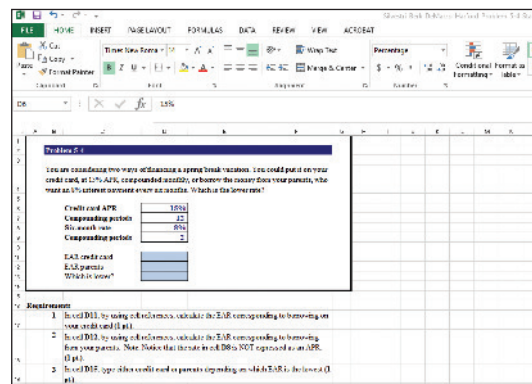 FILE HOME INSERT PAGE LAYOUT FORMULAS DATA REVIEW VIEW ACROBAT
Cut
Copy
Format Painter
Paste
Times New Roma
B I U
Wrap Text
Merge & Center
Percentage
$ % ,
Conditional Format as
Formatting Table
Clipboard Font Alignment Number
D6 fx 15%
Problem 5-4
You are considering two ways of financing a spring break vacation. You could put it on your
credit card, at 15% APR, compounded monthly, or borrow the money from your parents, who
want an 8% interest payment every six months. Which is the lower rate?
Credit card APR 15%
Compounding periods 12
Six-month rate 8%
Compounding periods 2
EAR credit card
EAR parents
Which is lower?
Requirements
1 In cell D11, by using cell references, calculate the EAR corresponding to borrowing on
your credit card (1 pt.).
2 In cell D12, by using cell references, calculate the EAR corresponding to borrowing
from your parents. Note: Notice that the rate in cell D8 is NOT expressed as an APR.
(1 pt.).
3 In cell D13, type either credit card or parents depending on which EAR is the lowest (1
pt.).